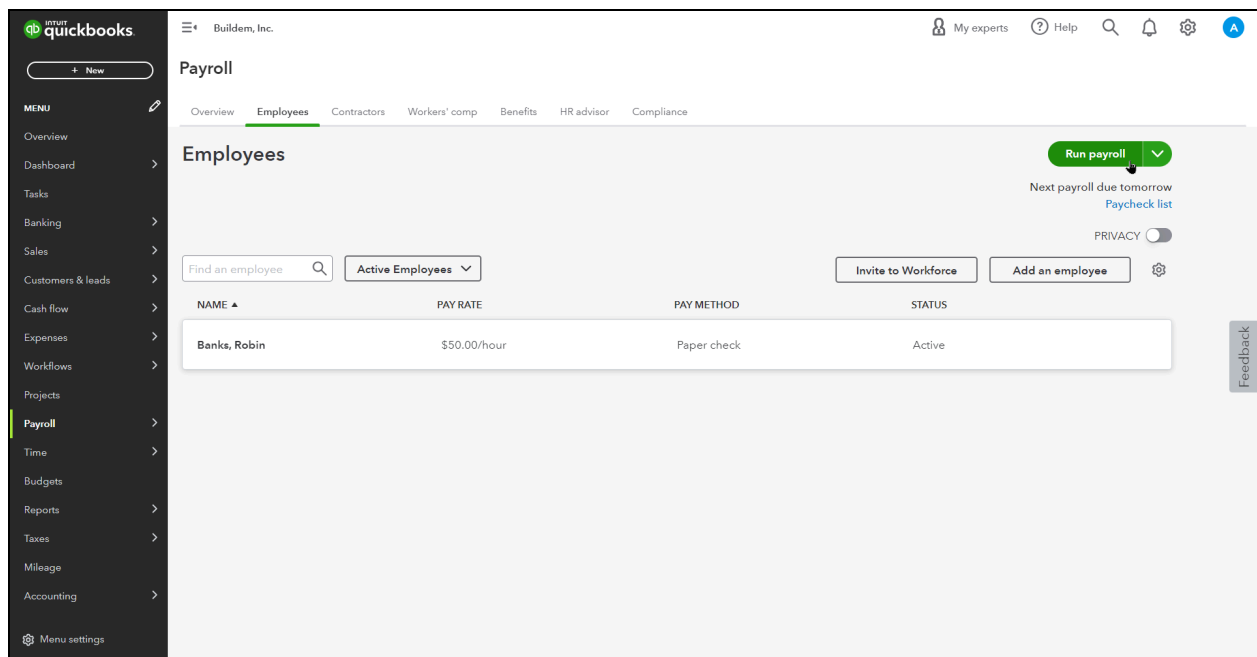 INTUIT
qb quickbooks.
Buildem, Inc.
My experts
Help
A
+ New
Payroll
MENU
Overview
Employees
Contractors
Workers' comp
Benefits
HR advisor
Compliance
Overview
Dashboard
Tasks
Banking
Sales
Customers & leads
Cash flow
Expenses
Workflows
Projects
Payroll
Time
Budgets
Reports
Taxes
Mileage
Accounting
Menu settings
Employees
Run payroll
Next payroll due tomorrow
Paycheck list
PRIVACY
Find an employee
Active Employees
Invite to Workforce
Add an employee
NAME
PAY RATE
PAY METHOD
STATUS
Banks, Robin
$50.00/hour
Paper check
Active
Feedback